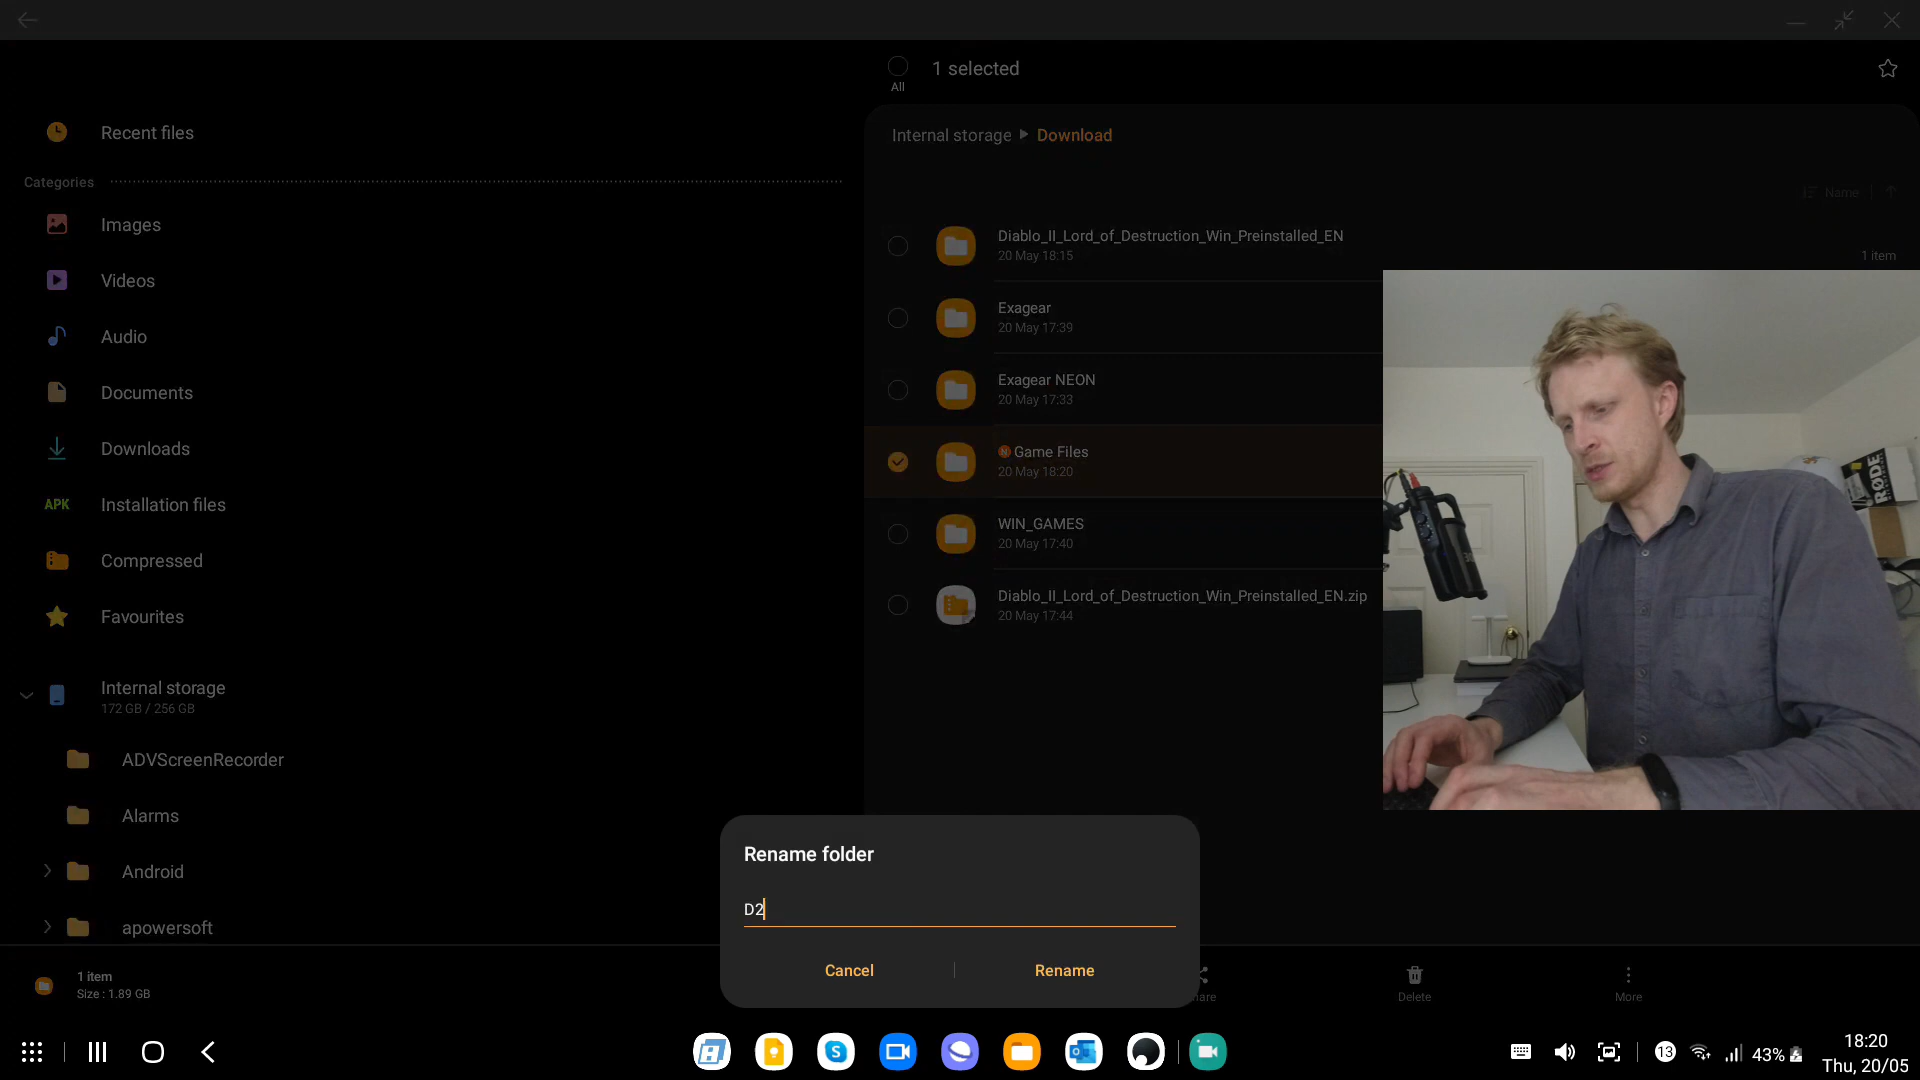 All
1 selected
Internal storage
Download
Name
Recent files
Categories
Images
Videos
Audio
Documents
Downloads
APK
Installation files
Compressed
Favourites
Internal storage
172 GB / 256 GB
ADVScreenRecorder
Alarms
Android
apowersoft
Diablo_II_Lord_of_Destruction_Win_Preinstalled_EN
20 May 18:15
1 item
Exagear
20 May 17:39
Exagear NEON
20 May 17:33
N Game Files
20 May 18:20
WIN_GAMES
20 May 17:40
Diablo_II_Lord_of_Destruction_Win_Preinstalled_EN.zip
20 May 17:44
RØDE
Rename folder
D2
Cancel
Rename
1 item
Size : 1.89 GB
hare
Delete
More
13
43%
18:20
Thu, 20/05